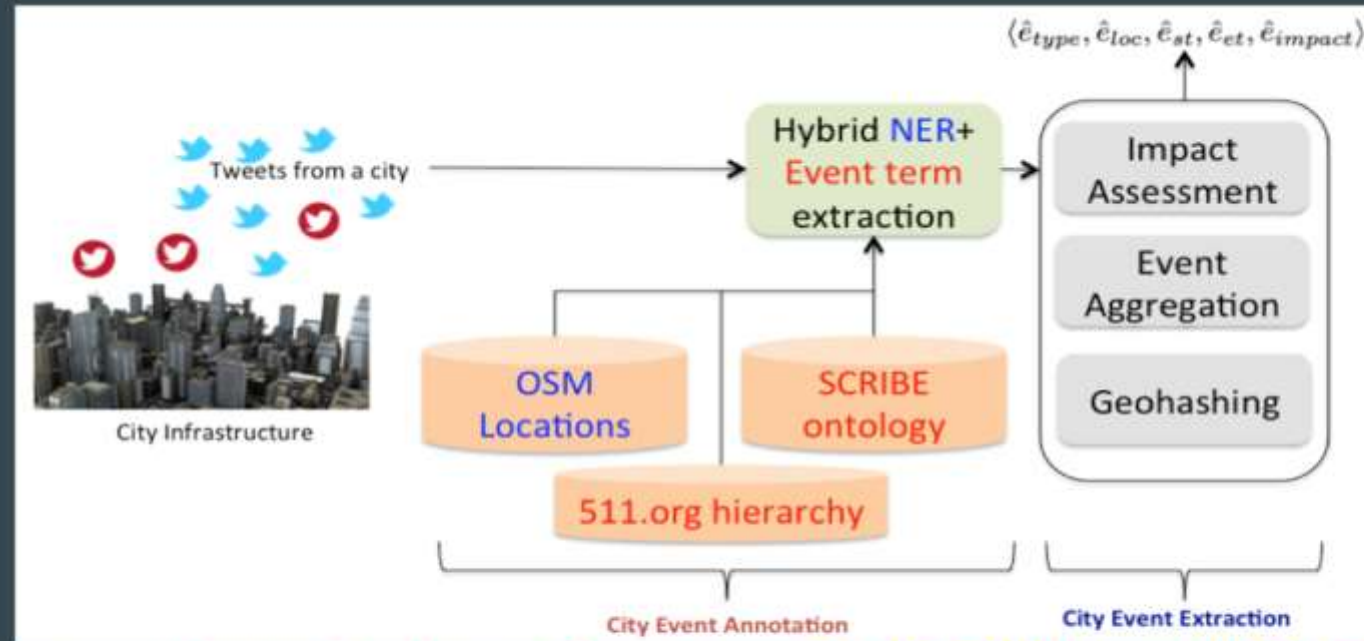 ⟨ê_type, ê_loc, ê_st, ê_et, ê_impact⟩
Tweets from a city
Hybrid NER+
Event term
extraction
Impact
Assessment
Event
Aggregation
Geohashing
City Infrastructure
OSM
Locations
SCRIBE
ontology
511.org hierarchy
City Event Annotation
City Event Extraction